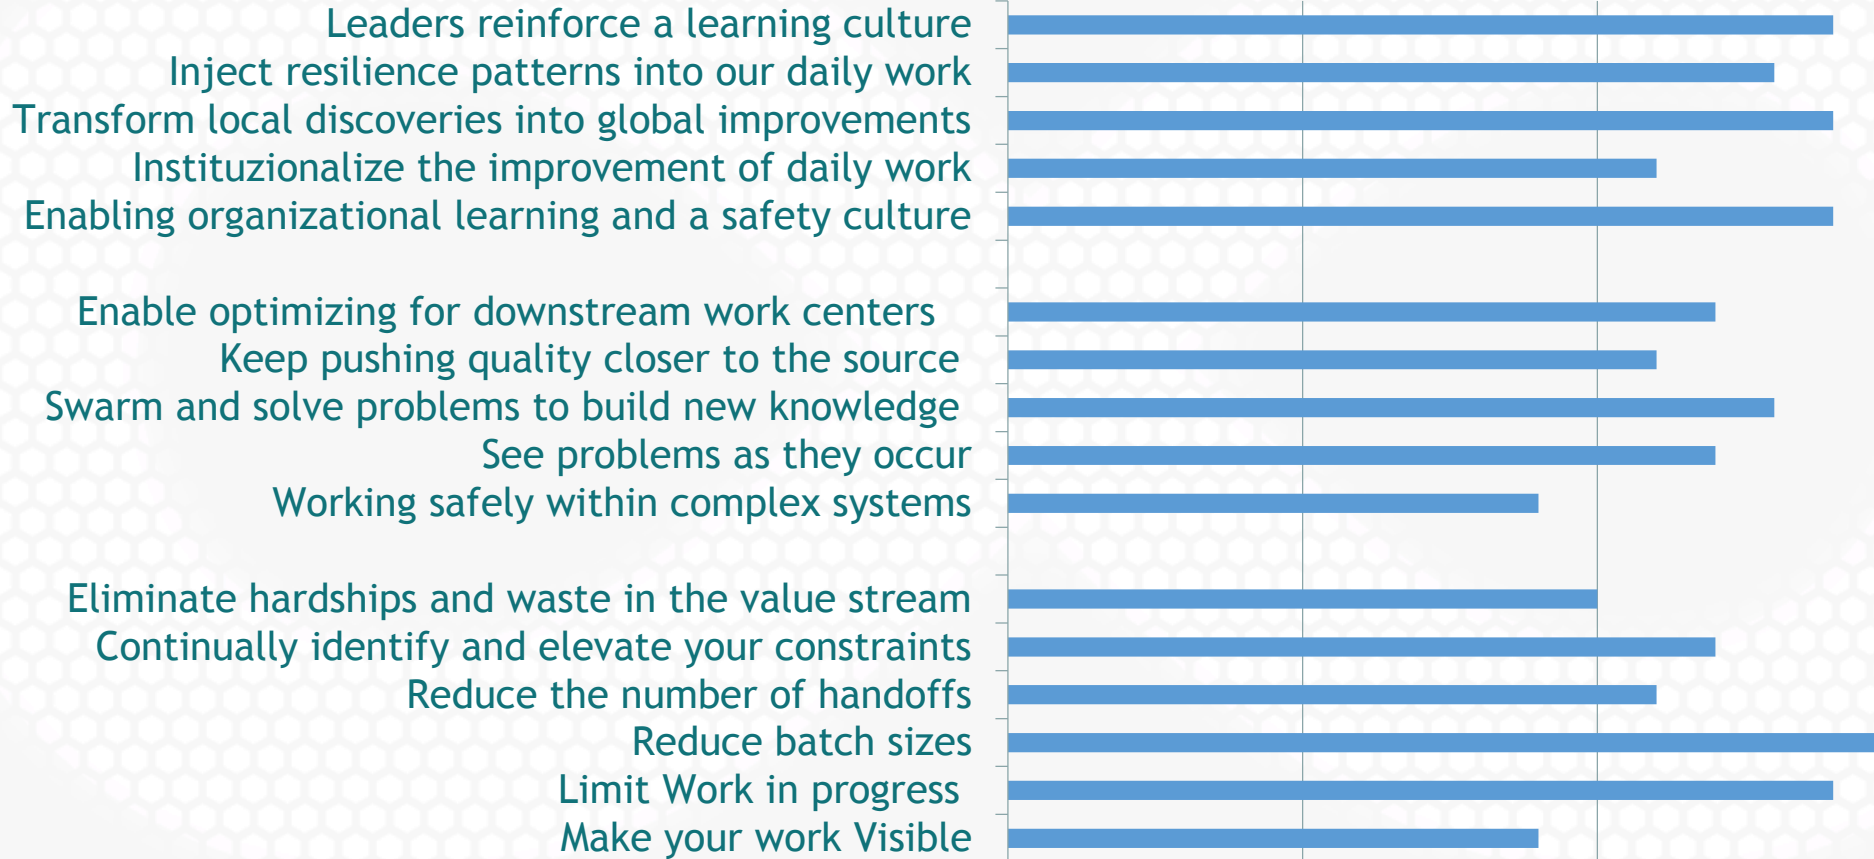 Leaders reinforce a learning culture
Inject resilience patterns into our daily work
Transform local discoveries into global improvements
Instituzionalize the improvement of daily work
Enabling organizational learning and a safety culture
Enable optimizing for downstream work centers
Keep pushing quality closer to the source
Swarm and solve problems to build new knowledge
See problems as they occur
Working safely within complex systems
Eliminate hardships and waste in the value stream
Continually identify and elevate your constraints
Reduce the number of handoffs
Reduce batch sizes
Limit Work in progress
Make your work Visible